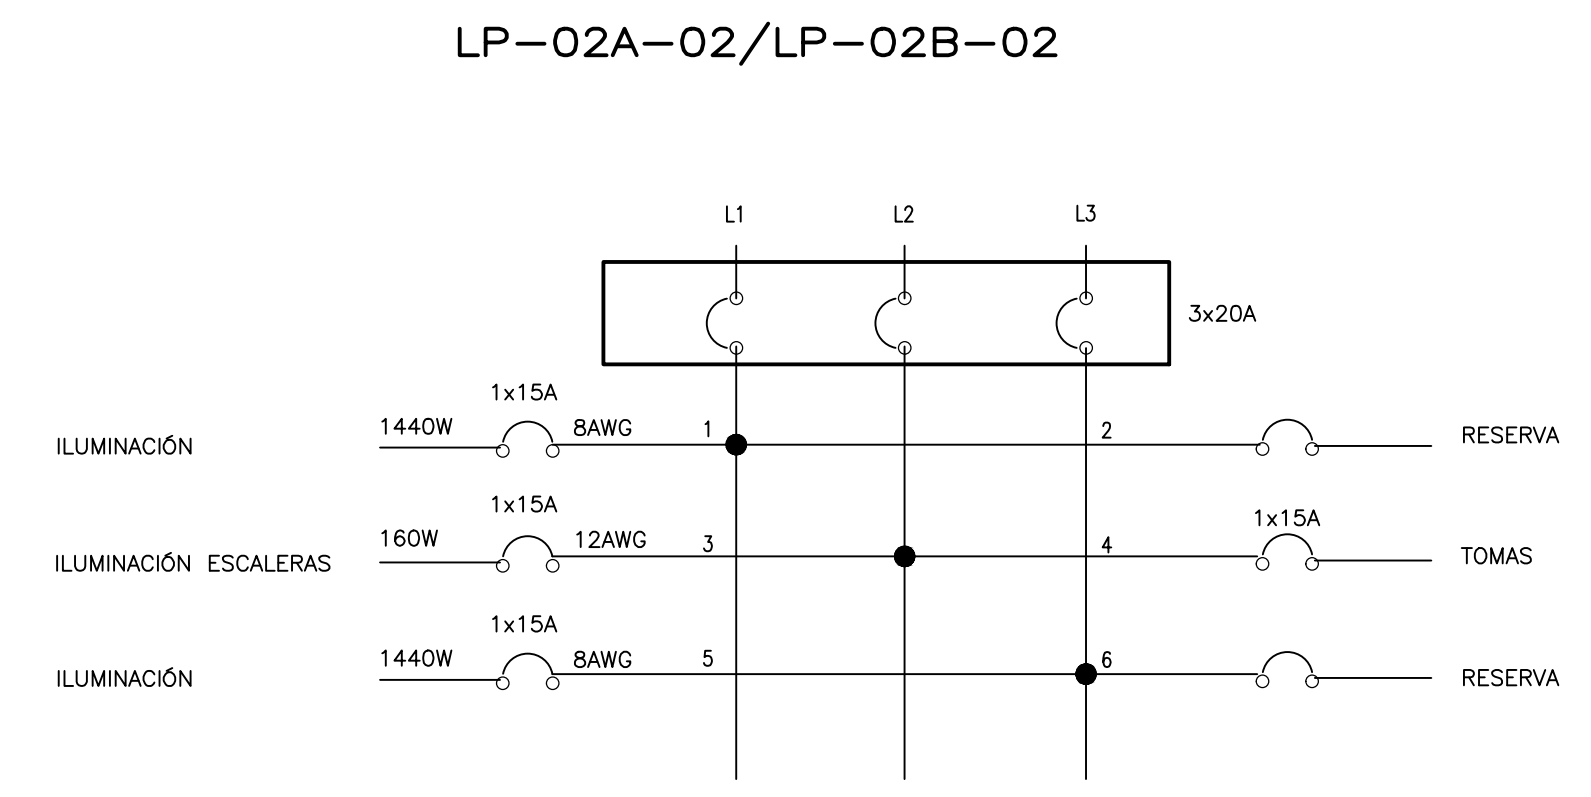 LP-02A-02/LP-02B-02
L1 L2 L3
3x20A
1x15A
ILUMINACIÓN 1440W 8AWG 1 2 RESERVA
1x15A 1x15A
ILUMINACIÓN ESCALERAS 160W 12AWG 3 4 TOMAS
1x15A
ILUMINACIÓN 1440W 8AWG 5 6 RESERVA